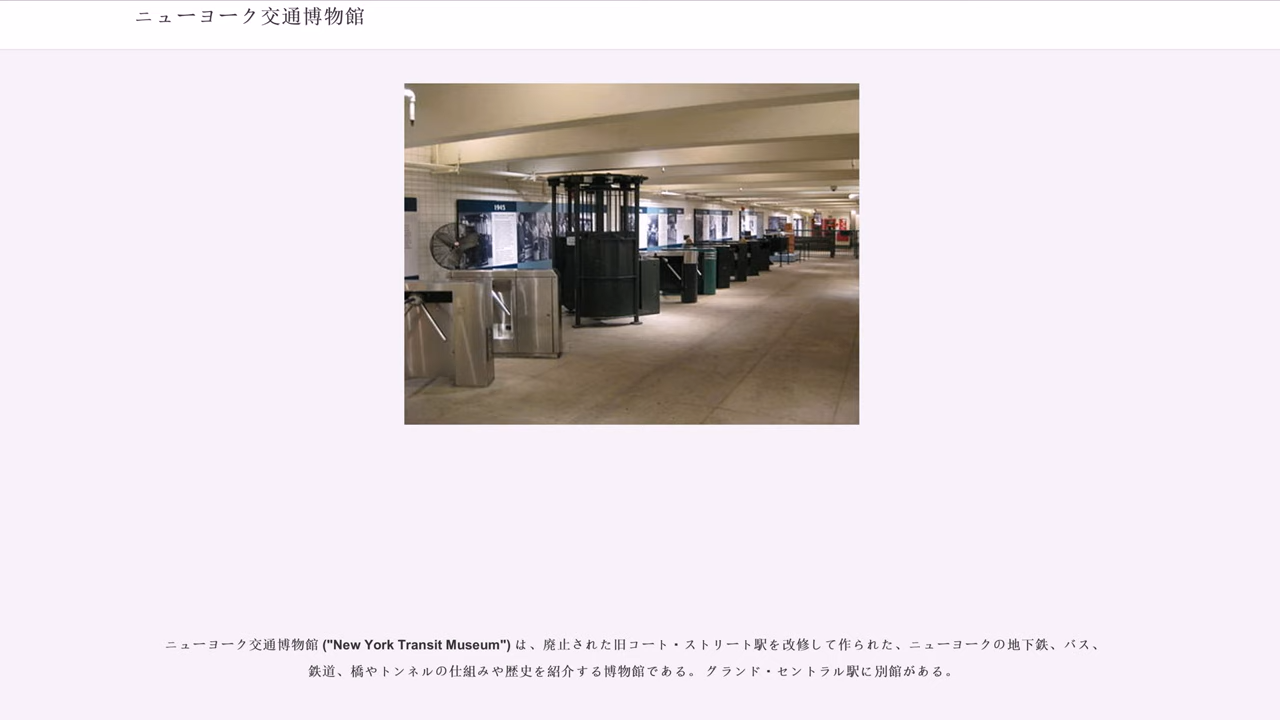 ニューヨーク交通博物館
1945
ニューヨーク交通博物館 ("New York Transit Museum") は、廃止された旧コート・ストリート駅を改修して作られた、ニューヨークの地下鉄、バス、
鉄道、橋やトンネルの仕組みや歴史を紹介する博物館である。 グランド・セントラル駅に別館がある。